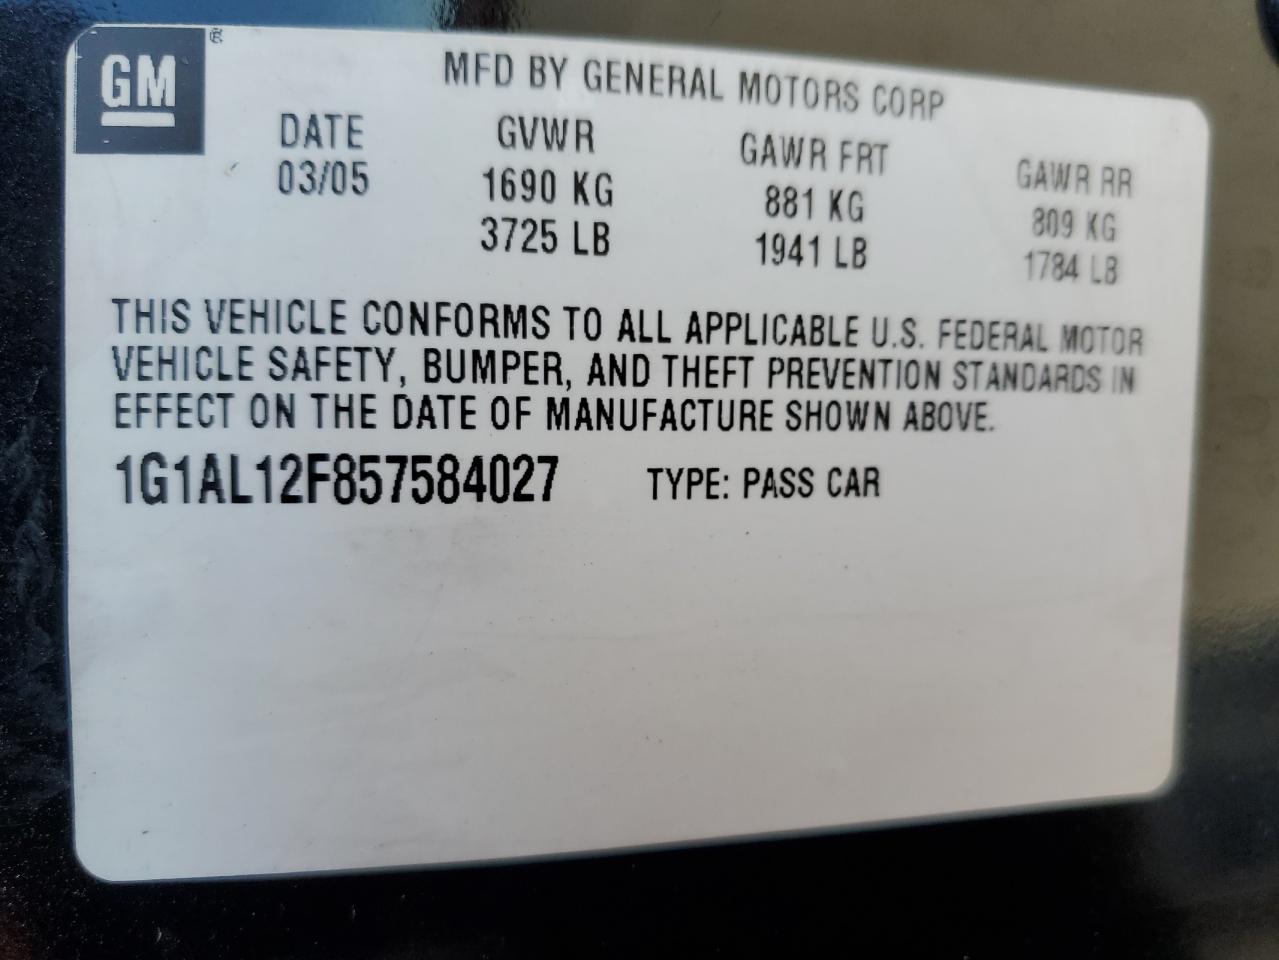 GM
MFD BY GENERAL MOTORS CORP
DATE GVWR GAWR FRT GAWR RR
03/05 1690 KG 881 KG 809 KG
3725 LB 1941 LB 1784 LB
THIS VEHICLE CONFORMS TO ALL APPLICABLE U.S. FEDERAL MOTOR
VEHICLE SAFETY, BUMPER, AND THEFT PREVENTION STANDARDS IN
EFFECT ON THE DATE OF MANUFACTURE SHOWN ABOVE.
1G1AL12F857584027 TYPE: PASS CAR